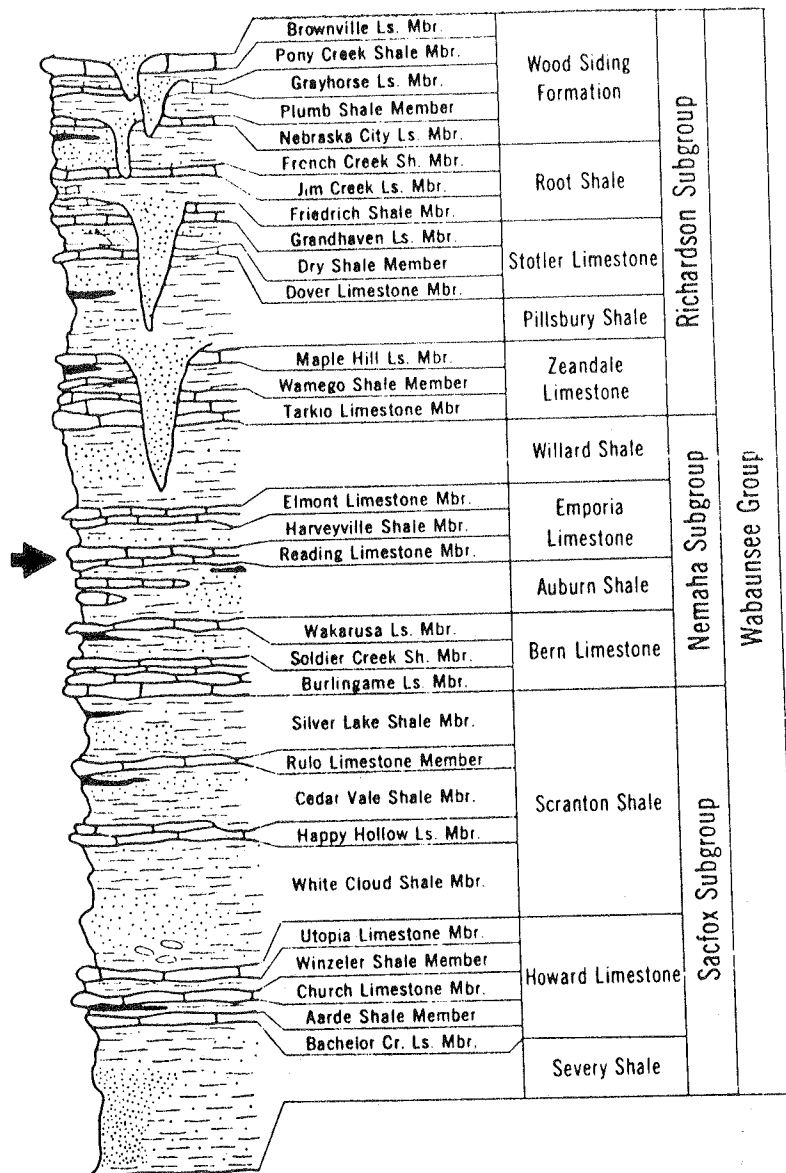 Brownville Ls. Mbr.
Pony Creek Shale Mbr.
Grayhorse Ls. Mbr.
Plumb Shale Member
Nebraska City Ls. Mbr.
French Creek Sh. Mbr.
Jim Creek Ls. Mbr.
Friedrich Shale Mbr.
Grandhaven Ls. Mbr.
Dry Shale Member
Dover Limestone Mbr.
Maple Hill Ls. Mbr.
Wamego Shale Member
Tarkio Limestone Mbr
Elmont Limestone Mbr.
Harveyville Shale Mbr.
Reading Limestone Mbr.
Wakarusa Ls. Mbr.
Soldier Creek Sh. Mbr.
Burlingame Ls. Mbr.
Silver Lake Shale Mbr.
Rulo Limestone Member
Cedar Vale Shale Mbr.
Happy Hollow Ls. Mbr.
White Cloud Shale Mbr.
Utopia Limestone Mbr.
Winzeler Shale Member
Church Limestone Mbr.
Aarde Shale Member
Bachelor Cr. Ls. Mbr.
Wood Siding
Formation
Root Shale
Stotler Limestone
Pillsbury Shale
Zeandale
Limestone
Willard Shale
Emporia
Limestone
Auburn Shale
Bern Limestone
Scranton Shale
Howard Limestone
Severy Shale
Richardson Subgroup
Nemaha Subgroup
Sacfox Subgroup
Wabaunsee Group